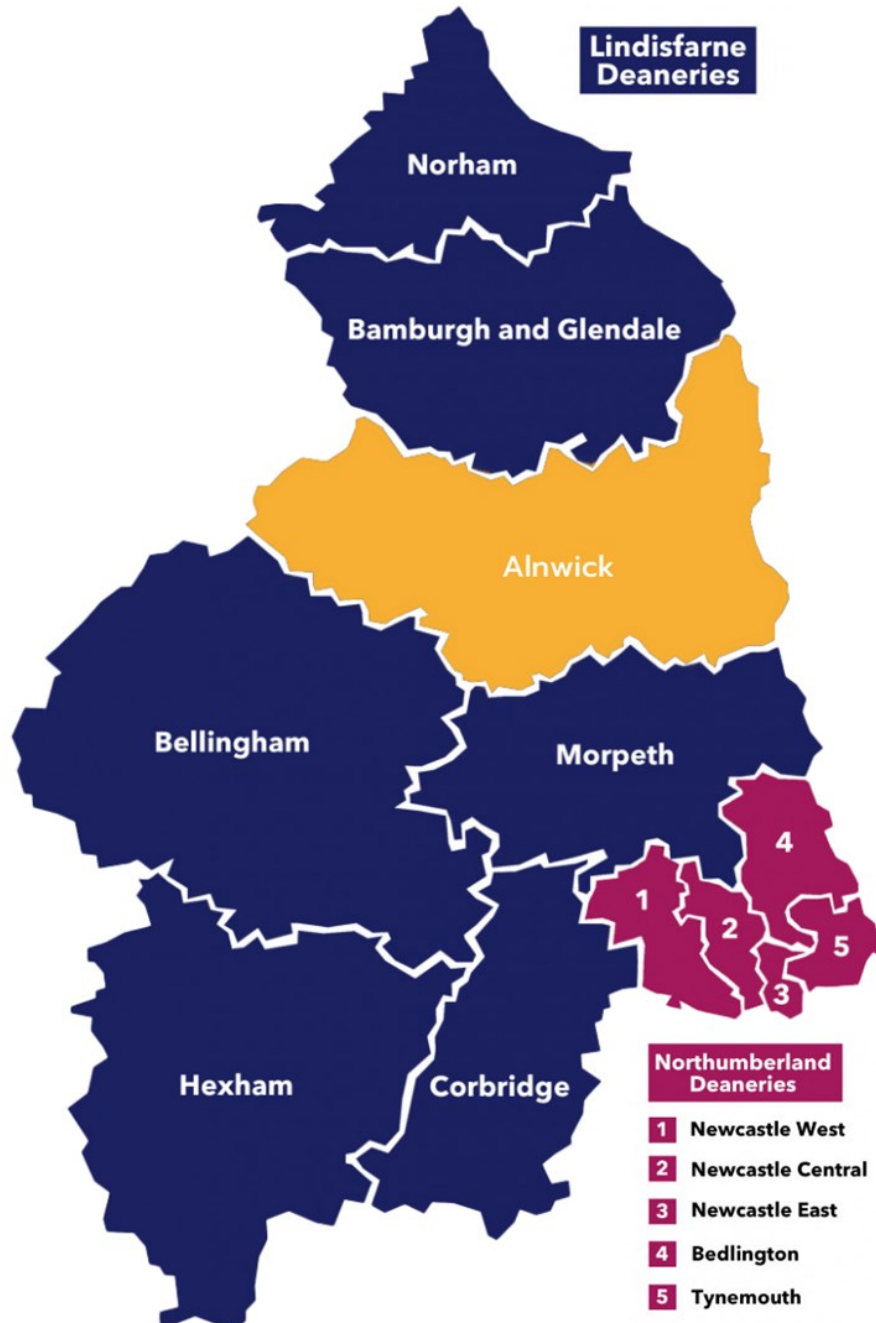 Lindisfarne
Deaneries
Norham
Bamburgh and Glendale
Alnwick
Bellingham
Morpeth
4
1
2
5
3
Hexham
Corbridge
Northumberland
Deaneries
1 Newcastle West
2 Newcastle Central
3 Newcastle East
4 Bedlington
5 Tynemouth